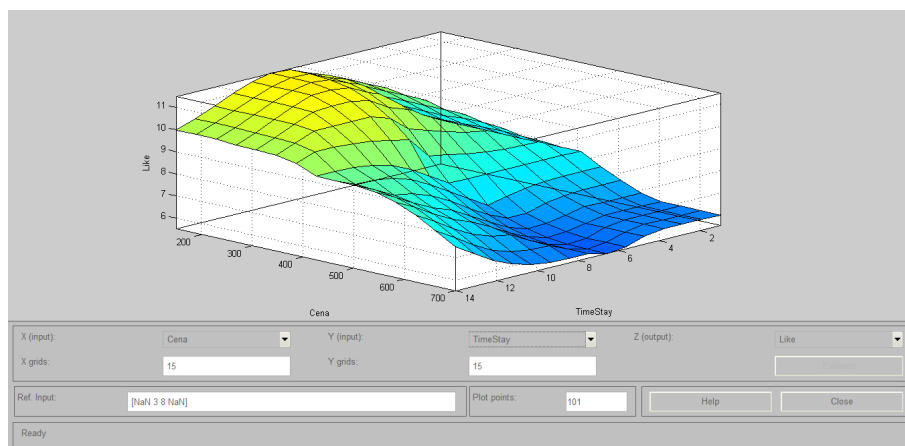 11
10
9
8
7
6
Like
200
300
400
500
600
700
14
12
10
8
6
4
2
Cena
TimeStay
X (input):
Cena
Y (input):
TimeStay
Z (output):
Like
X grids:
15
Y grids:
15
Ref. Input:
[NaN 3 8 NaN]
Plot points:
101
Help
Close
Ready